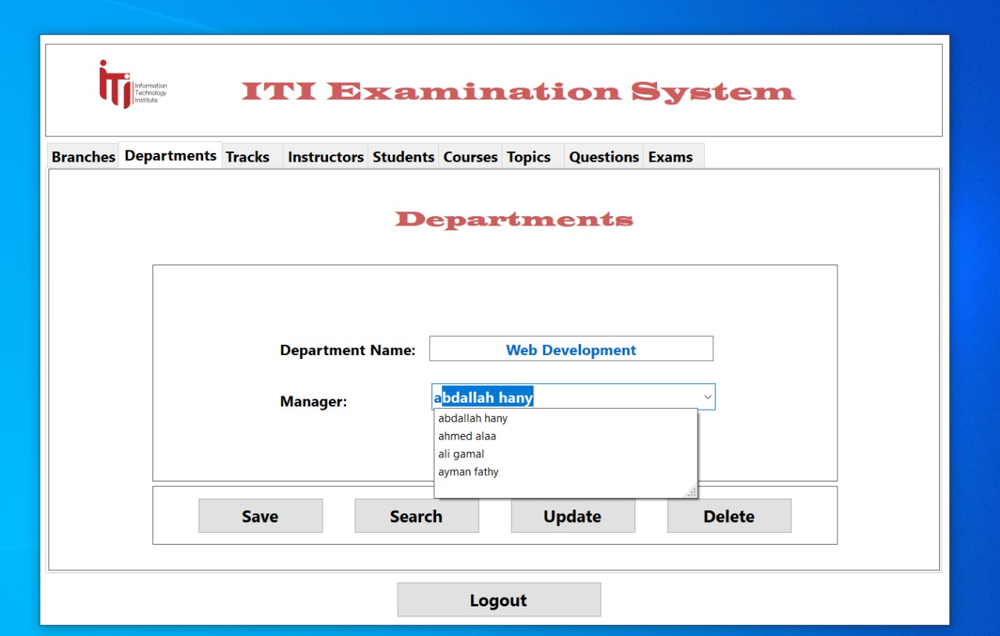 Information
Technology
Institute
ITI Examination System
Branches Departments Tracks Instructors Students Courses Topics Questions Exams
Departments
Department Name: Web Development
Manager: abdallah hany
abdallah hany
ahmed alaa
ali gamal
ayman fathy
Save Search Update Delete
Logout